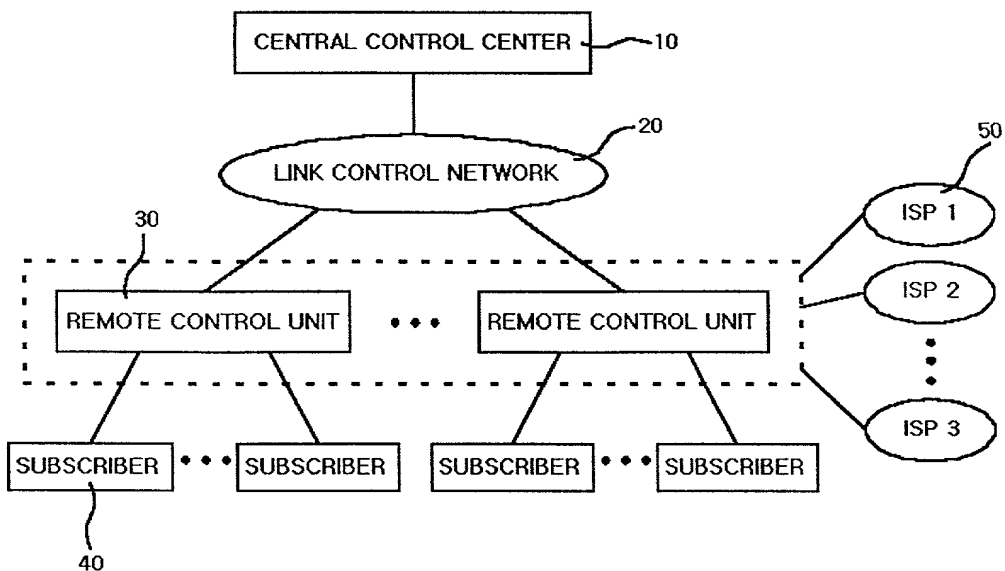 CENTRAL CONTROL CENTER
10
20
LINK CONTROL NETWORK
50
ISP 1
30
ISP 2
REMOTE CONTROL UNIT
REMOTE CONTROL UNIT
ISP 3
SUBSCRIBER
SUBSCRIBER
SUBSCRIBER
SUBSCRIBER
40